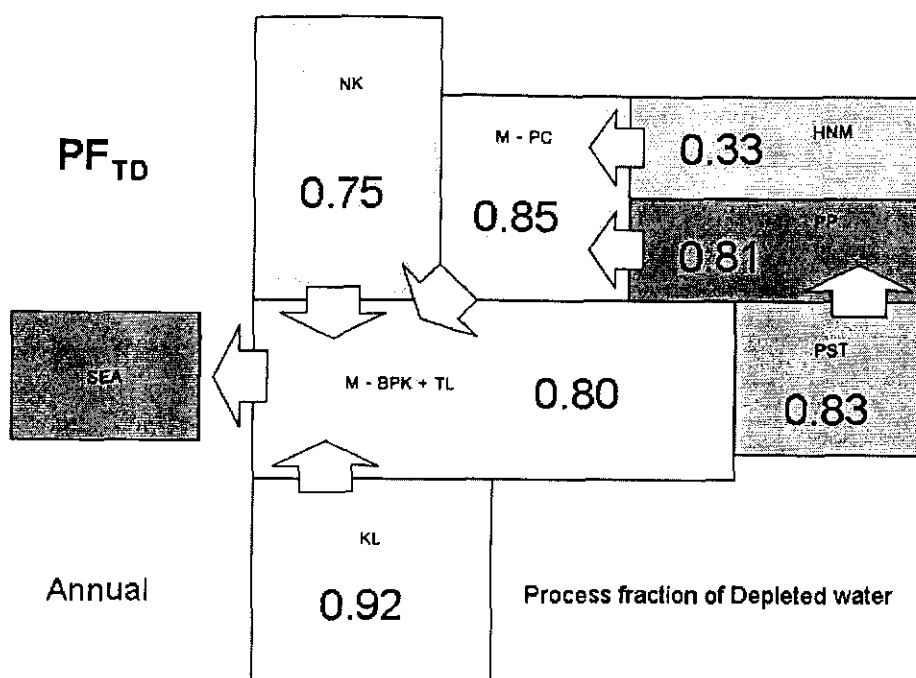 NK
M - PC
HNM
PF_TD
0.33
0.75
0.85
PP
0.81
PST
SEA
M - BPK + TL
0.80
0.83
KL
Annual
0.92
Process fraction of Depleted water